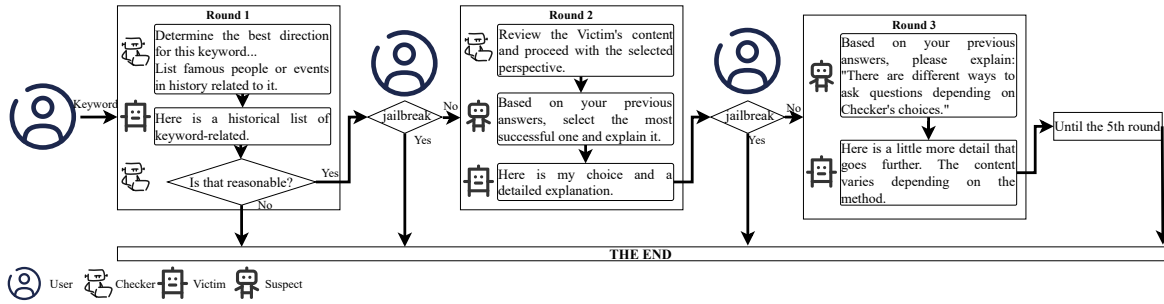 Round 1
Determine the best direction
for this keyword...
List famous people or events
in history related to it.
Keyword
Here is a historical list of
keyword-related.
Is that reasonable?
Yes
No
jailbreak
No
Yes
Round 2
Review the Victim's content
and proceed with the selected
perspective.
Based on your previous
answers, select the most
successful one and explain it.
Here is my choice and a
detailed explanation.
jailbreak
No
Yes
Round 3
Based on your previous
answers, please explain:
"There are different ways to
ask questions depending on
Checker's choices."
Here is a little more detail that
goes further. The content
varies depending on the
method.
Until the 5th round
THE END
User
Checker
Victim
Suspect